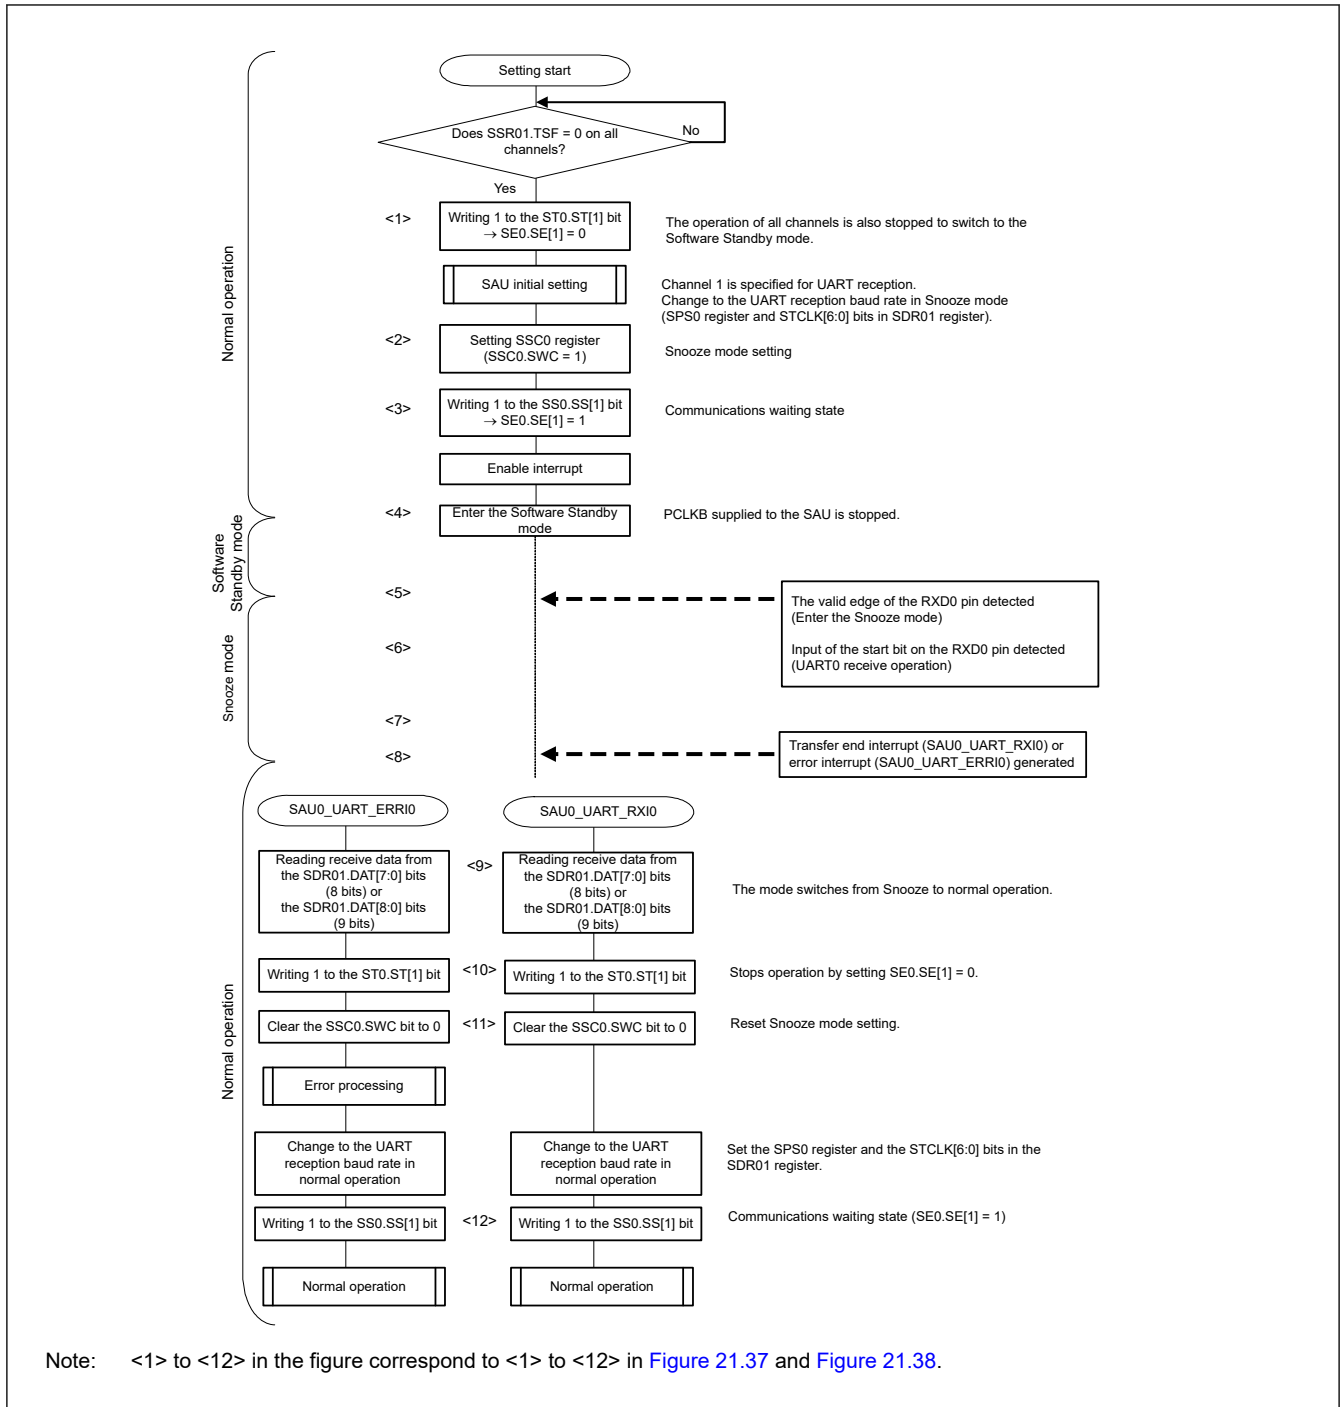 Setting start
Does SSR01.TSF = 0 on all
channels?
No
Yes
<1>
Writing 1 to the ST0.ST[1] bit
→ SE0.SE[1] = 0
The operation of all channels is also stopped to switch to the
Software Standby mode.
SAU initial setting
Channel 1 is specified for UART reception.
Change to the UART reception baud rate in Snooze mode
(SPS0 register and STCLK[6:0] bits in SDR01 register).
Normal operation
<2>
Setting SSC0 register
(SSC0.SWC = 1)
Snooze mode setting
<3>
Writing 1 to the SS0.SS[1] bit
→ SE0.SE[1] = 1
Communications waiting state
Enable interrupt
<4>
Enter the Software Standby
mode
PCLKB supplied to the SAU is stopped.
Software
Standby mode
<5>
The valid edge of the RXD0 pin detected
(Enter the Snooze mode)
Input of the start bit on the RXD0 pin detected
(UART0 receive operation)
<6>
Snooze mode
<7>
<8>
Transfer end interrupt (SAU0_UART_RXI0) or
error interrupt (SAU0_UART_ERRI0) generated
SAU0_UART_ERRI0
SAU0_UART_RXI0
Reading receive data from
the SDR01.DAT[7:0] bits
(8 bits) or
the SDR01.DAT[8:0] bits
(9 bits)
<9>
Reading receive data from
the SDR01.DAT[7:0] bits
(8 bits) or
the SDR01.DAT[8:0] bits
(9 bits)
The mode switches from Snooze to normal operation.
Writing 1 to the ST0.ST[1] bit
<10>
Writing 1 to the ST0.ST[1] bit
Stops operation by setting SE0.SE[1] = 0.
Clear the SSC0.SWC bit to 0
<11>
Clear the SSC0.SWC bit to 0
Reset Snooze mode setting.
Normal operation
Error processing
Change to the UART
reception baud rate in
normal operation
Change to the UART
reception baud rate in
normal operation
Set the SPS0 register and the STCLK[6:0] bits in the
SDR01 register.
Writing 1 to the SS0.SS[1] bit
<12>
Writing 1 to the SS0.SS[1] bit
Communications waiting state (SE0.SE[1] = 1)
Normal operation
Normal operation
Note: <1> to <12> in the figure correspond to <1> to <12> in Figure 21.37 and Figure 21.38.